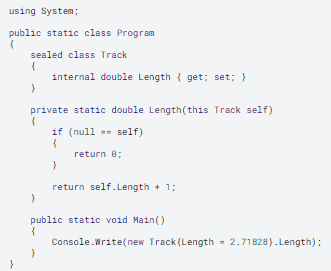 using System;
public static class Program
{
sealed class Track
{
internal double Length { get; set; }
}
private static double Length(this Track self)
{
if (null == self)
{
return 0;
}
return self.Length + 1;
}
public static void Main()
{
Console.Write(new Track{Length = 2.71828}.Length);
}
}